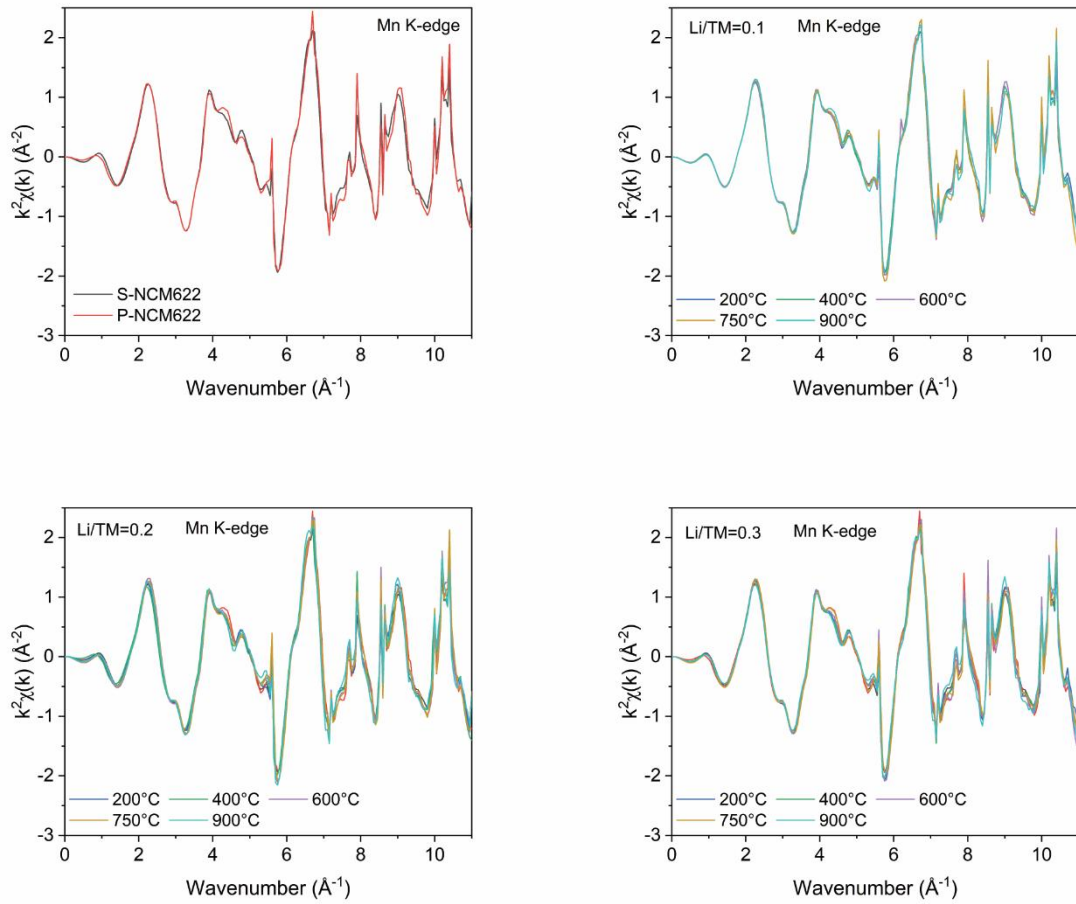 Mn K-edge
2
1
0
-1
-2
-3
k²χ(k) (Å⁻²)
S-NCM622
P-NCM622
0 2 4 6 8 10
Wavenumber (Å⁻¹)
Li/TM=0.1 Mn K-edge
2
1
0
-1
-2
-3
k²χ(k) (Å⁻²)
200°C 400°C 600°C
750°C 900°C
0 2 4 6 8 10
Wavenumber (Å⁻¹)
Li/TM=0.2 Mn K-edge
2
1
0
-1
-2
-3
k²χ(k) (Å⁻²)
200°C 400°C 600°C
750°C 900°C
0 2 4 6 8 10
Wavenumber (Å⁻¹)
Li/TM=0.3 Mn K-edge
2
1
0
-1
-2
-3
k²χ(k) (Å⁻²)
200°C 400°C 600°C
750°C 900°C
0 2 4 6 8 10
Wavenumber (Å⁻¹)